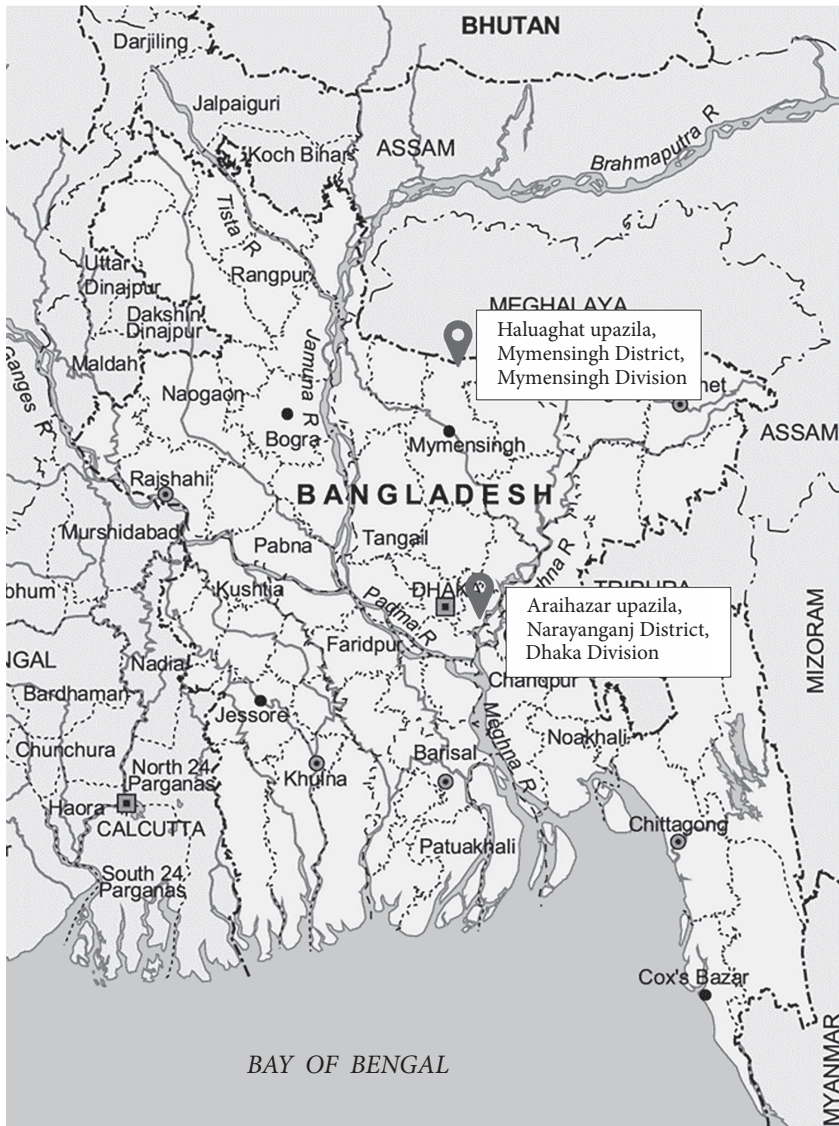 BHUTAN
Darjiling
Jalpaiguri
Koch Bihar
ASSAM
Brahmaputra R
Tista R
Rangpur
Uttar
Dinajpur
Dakshin
Dinajpur
MEGHALAYA
Haluaghat upazila,
Mymensingh District,
Mymensingh Division
Maldah
Ganges R
Naogaon
Jamuna R
Bogra
Mymensingh
ASSAM
Rajshahi
BANGLADESH
Murshidabad
Tangail
Pabna
DHAKA
Kushtia
Padma R
TRIPURA
Araihazar upazila,
Narayanganj District,
Dhaka Division
Faridpur
Nadia
MIZORAM
Bardhaman
Chandpur
Jessore
Meghna R
Noakhali
Chunchura
North 24
Parganas
Khulna
Barisal
Haora
CALCUTTA
Chittagong
Patuakhali
South 24
Parganas
Cox's Bazar
BAY OF BENGAL
MYANMAR